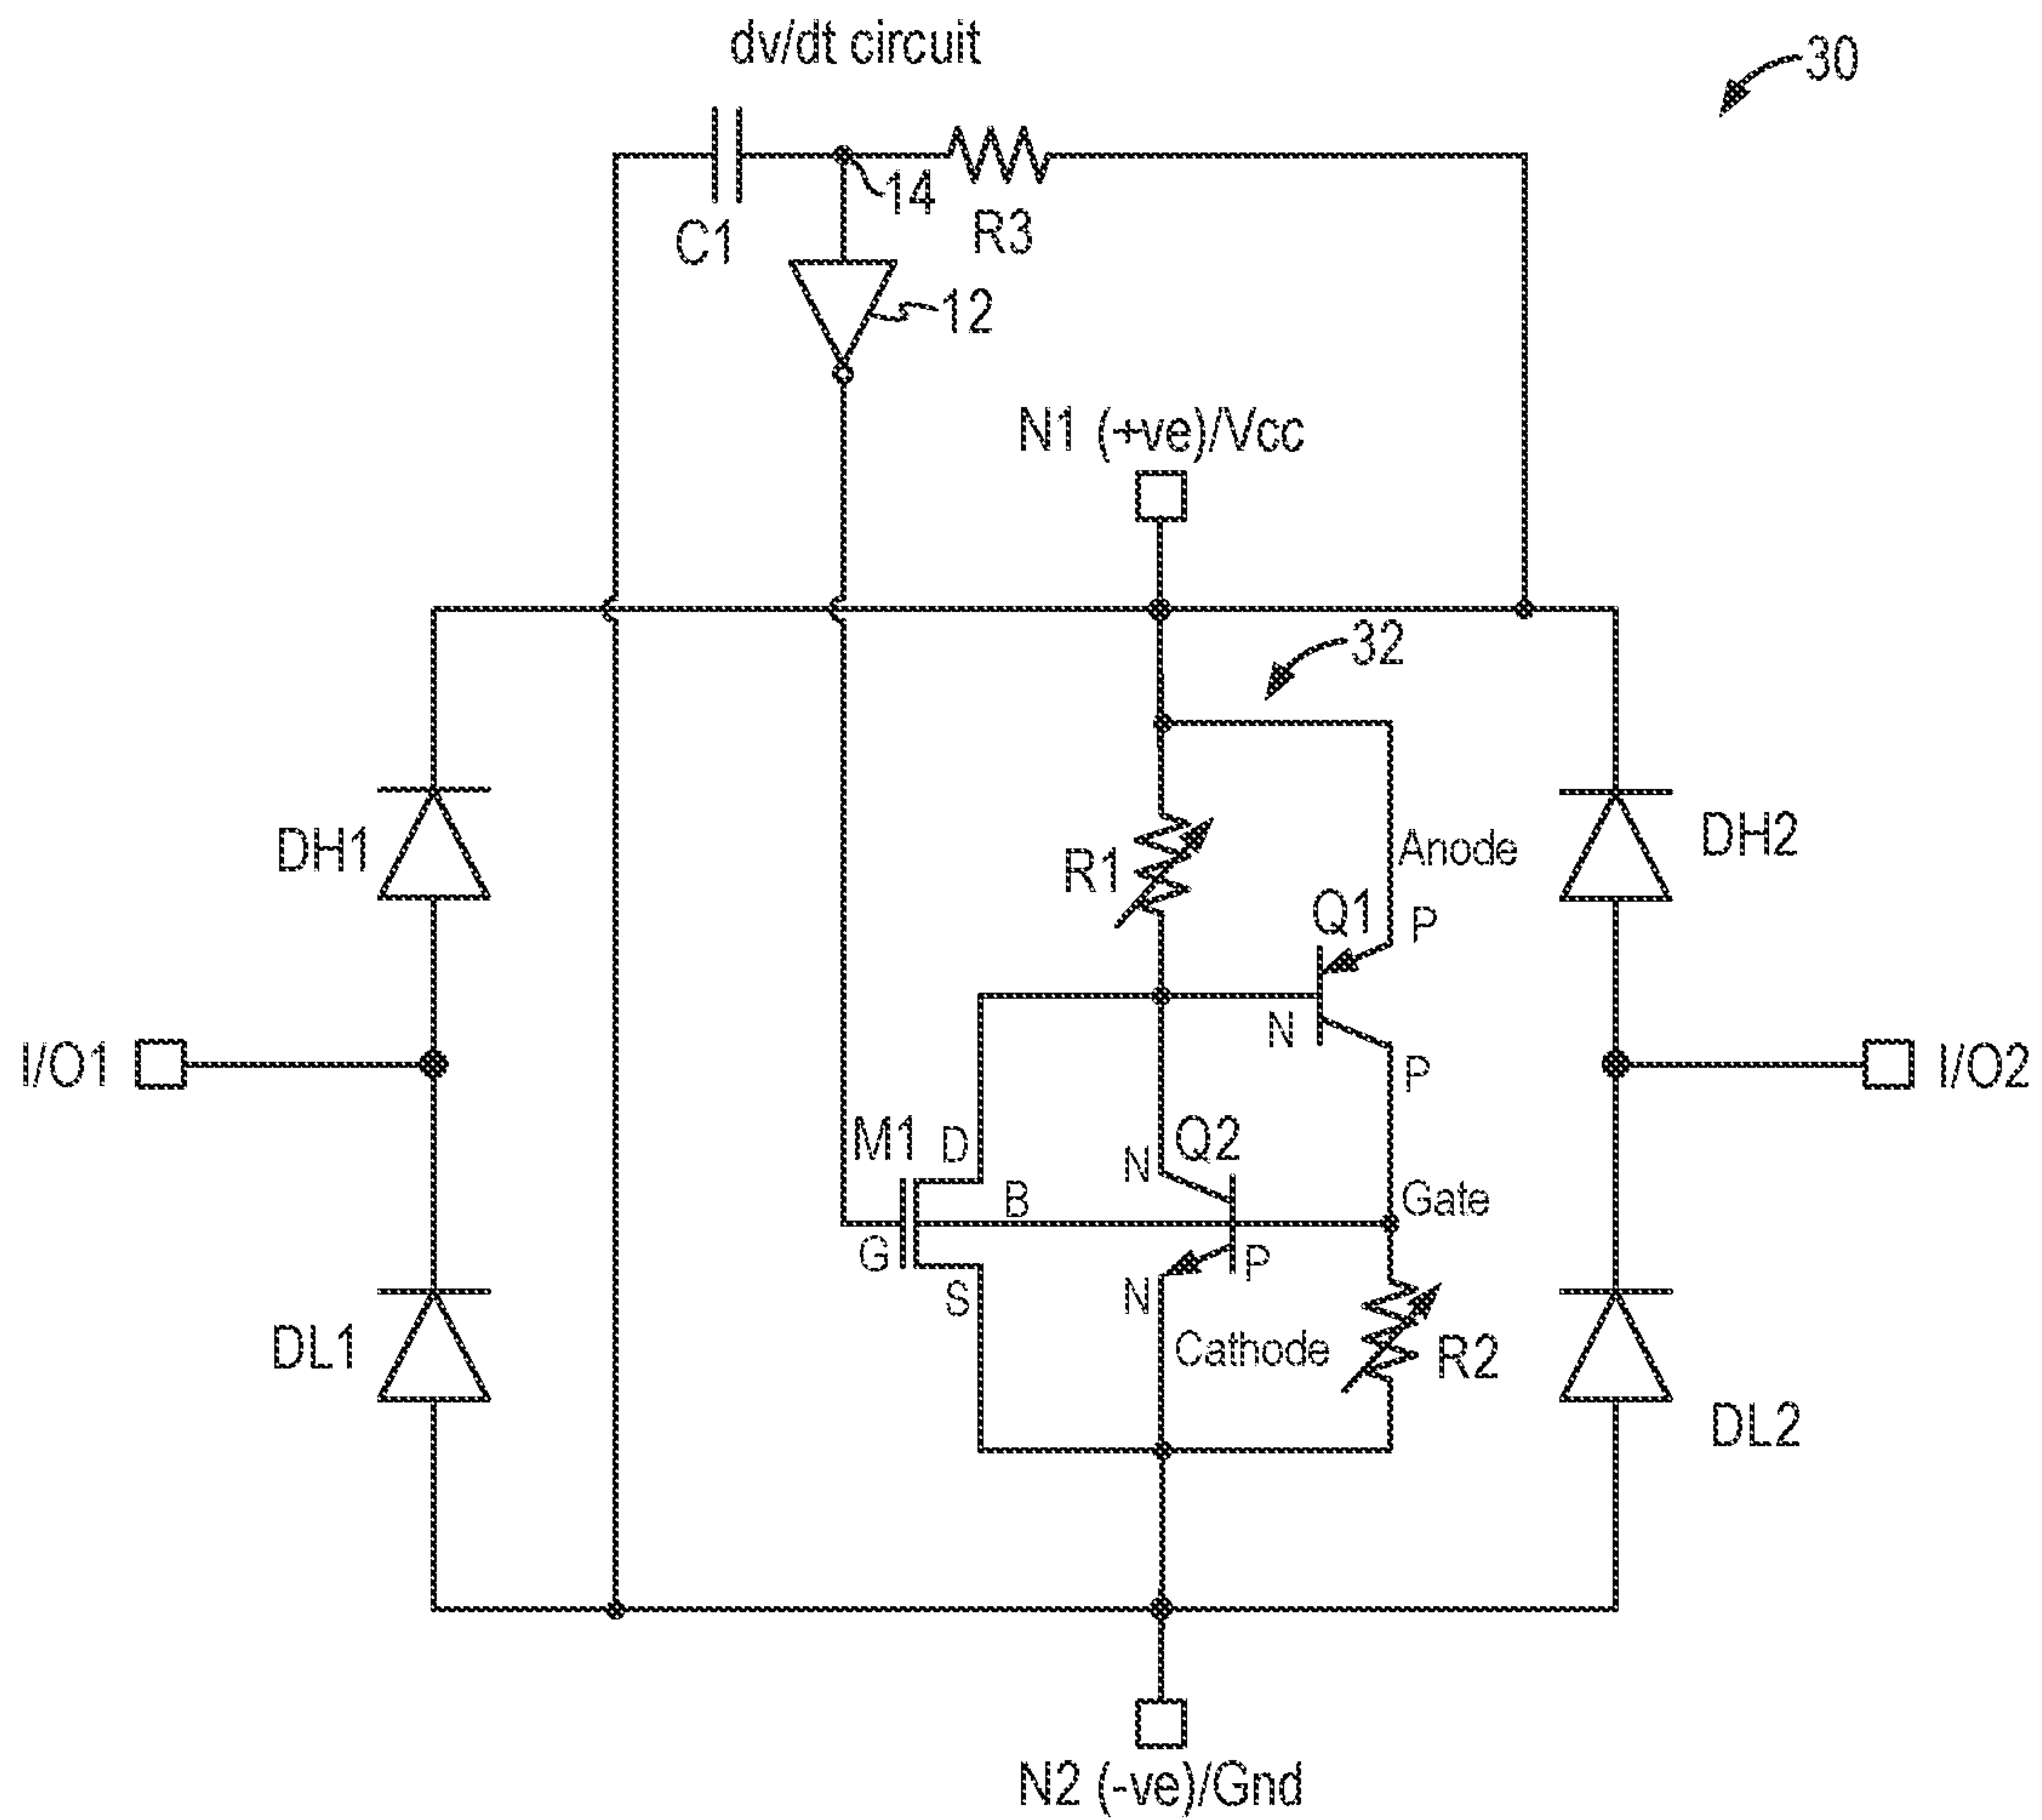 dv/dt circuit
30
14
C1
R3
12
N1 (+ve)/Vcc
32
DH1
R1
Anode
DH2
Q1
P
N
I/O1
P
I/O2
M1
D
N
Q2
B
Gate
G
P
S
N
Cathode
R2
DL1
DL2
N2 (-ve)/Gnd